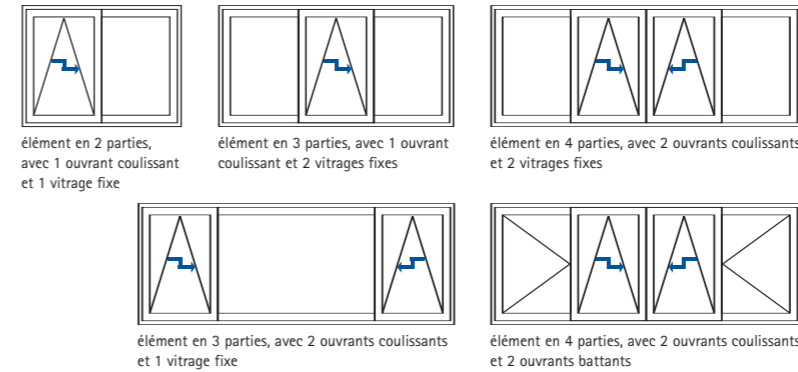 élément en 2 parties,
avec 1 ouvrant coulissant
et 1 vitrage fixe
élément en 3 parties, avec 1 ouvrant
coulissant et 2 vitrages fixes
élément en 4 parties, avec 2 ouvrants coulissants
et 2 vitrages fixes
élément en 3 parties, avec 2 ouvrants coulissants
et 1 vitrage fixe
élément en 4 parties, avec 2 ouvrants coulissants
et 2 ouvrants battants